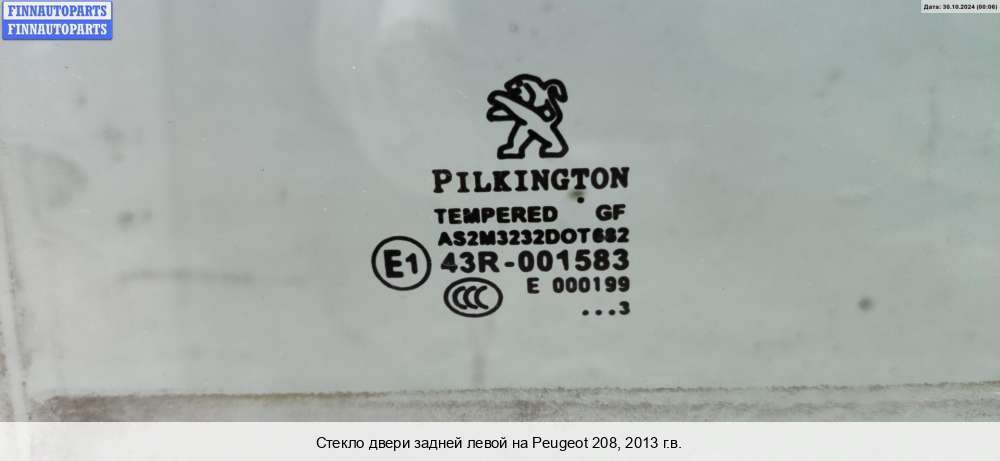 FINNAUTOPARTS
FINNAUTOPARTS
Дата: 30.10.2024 (00:06)
PILKINGTON
TEMPERED GF
AS2M3232DOT682
E1 43R-001583
CCC E 000199
...3
Стекло двери задней левой на Peugeot 208, 2013 г.в.